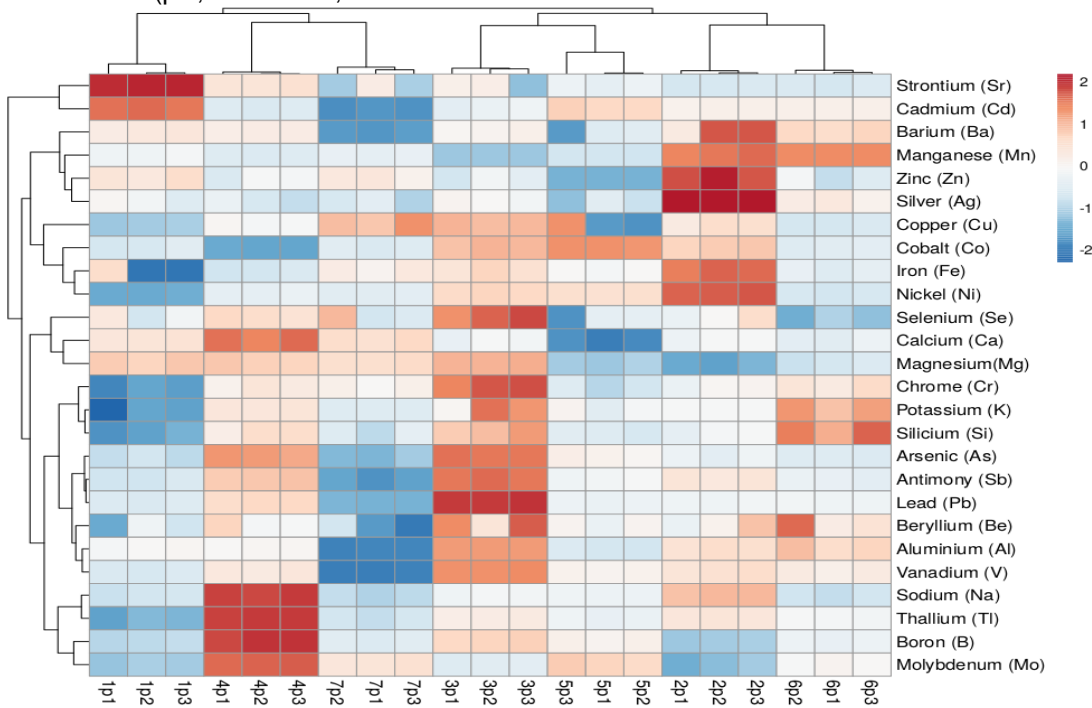 Strontium (Sr)
Cadmium (Cd)
Barium (Ba)
Manganese (Mn)
Zinc (Zn)
Silver (Ag)
Copper (Cu)
Cobalt (Co)
Iron (Fe)
Nickel (Ni)
Selenium (Se)
Calcium (Ca)
Magnesium(Mg)
Chrome (Cr)
Potassium (K)
Silicium (Si)
Arsenic (As)
Antimony (Sb)
Lead (Pb)
Beryllium (Be)
Aluminium (Al)
Vanadium (V)
Sodium (Na)
Thallium (Tl)
Boron (B)
Molybdenum (Mo)
2
1
0
-1
-2
1p1 1p2 1p3 4p1 4p2 4p3 7p2 7p1 7p3 3p1 3p2 3p3 5p3 5p1 5p2 2p1 2p2 2p3 6p2 6p1 6p3